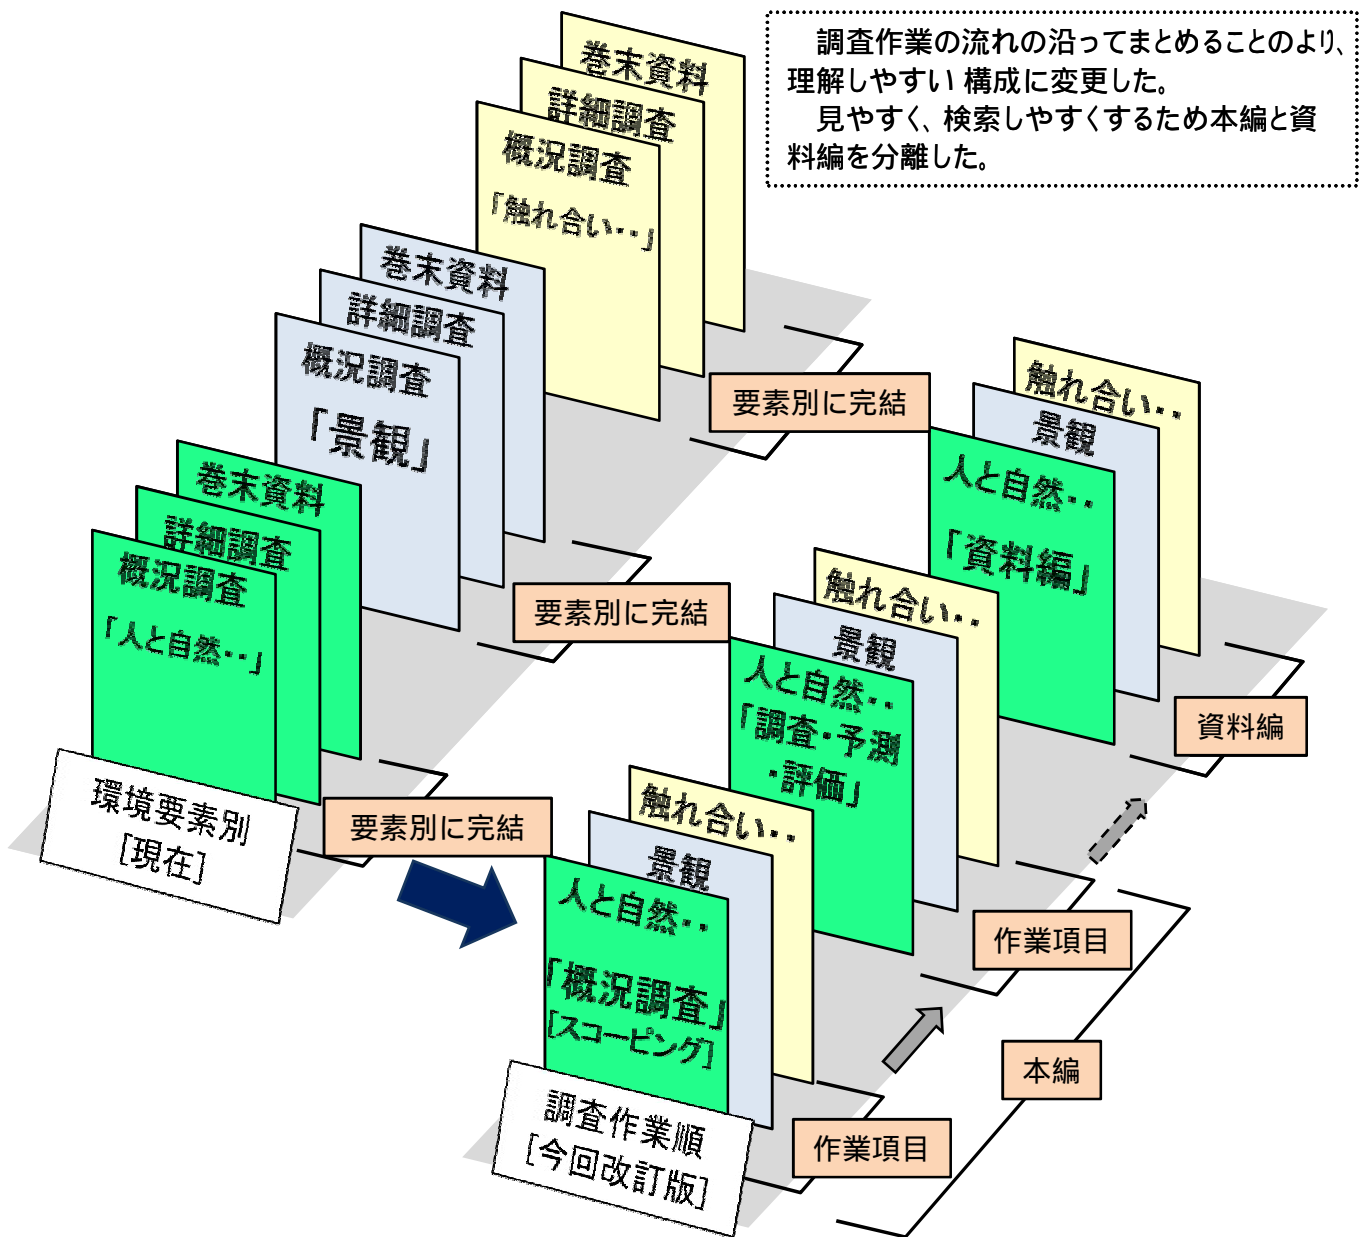 調査作業の流れの沿ってまとめることのより、
理解しやすい 構成に変更した。
見やすく、検索しやすくするため本編と資
料編を分離した。
巻末資料
詳細調査
概況調査
「触れ合い・・」
巻末資料
詳細調査
概況調査
「景観」
巻末資料
詳細調査
概況調査
「人と自然・・」
環境要素別
[現在]
要素別に完結
要素別に完結
要素別に完結
触れ合い・・
景観
人と自然・・
「資料編」
資料編
触れ合い・・
景観
人と自然・・
「調査・予測
・評価」
作業項目
触れ合い・・
景観
人と自然・・
「概況調査」
[スコーピング]
作業項目
本編
調査作業順
[今回改訂版]